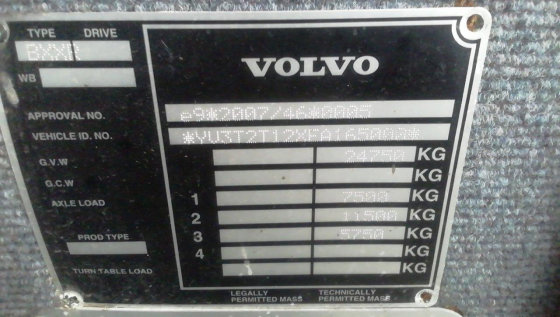 TYPE DRIVE
WB
VOLVO
APPROVAL NO. e9*2007/46*0005
VEHICLE ID. NO.
G.V.W 24750 KG
G.C.W KG
AXLE LOAD 1 7500 KG
2 11500 KG
3 5750 KG
PROD TYPE
4 KG
TURN TABLE LOAD KG
LEGALLY PERMITTED MASS TECHNICALLY PERMITTED MASS